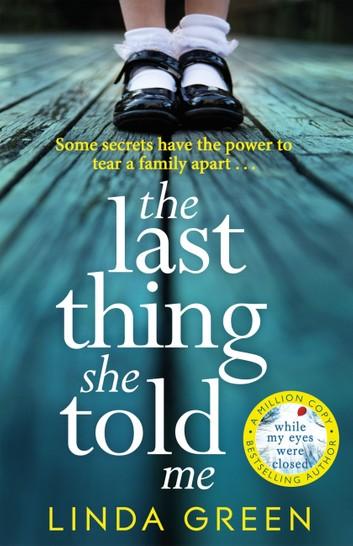 Some secrets have the power to
tear a family apart . . .
the
last
thing
she
told
me
A MILLION COPY
while
my eyes
were
closed
BESTSELLING AUTHOR
LINDA GREEN